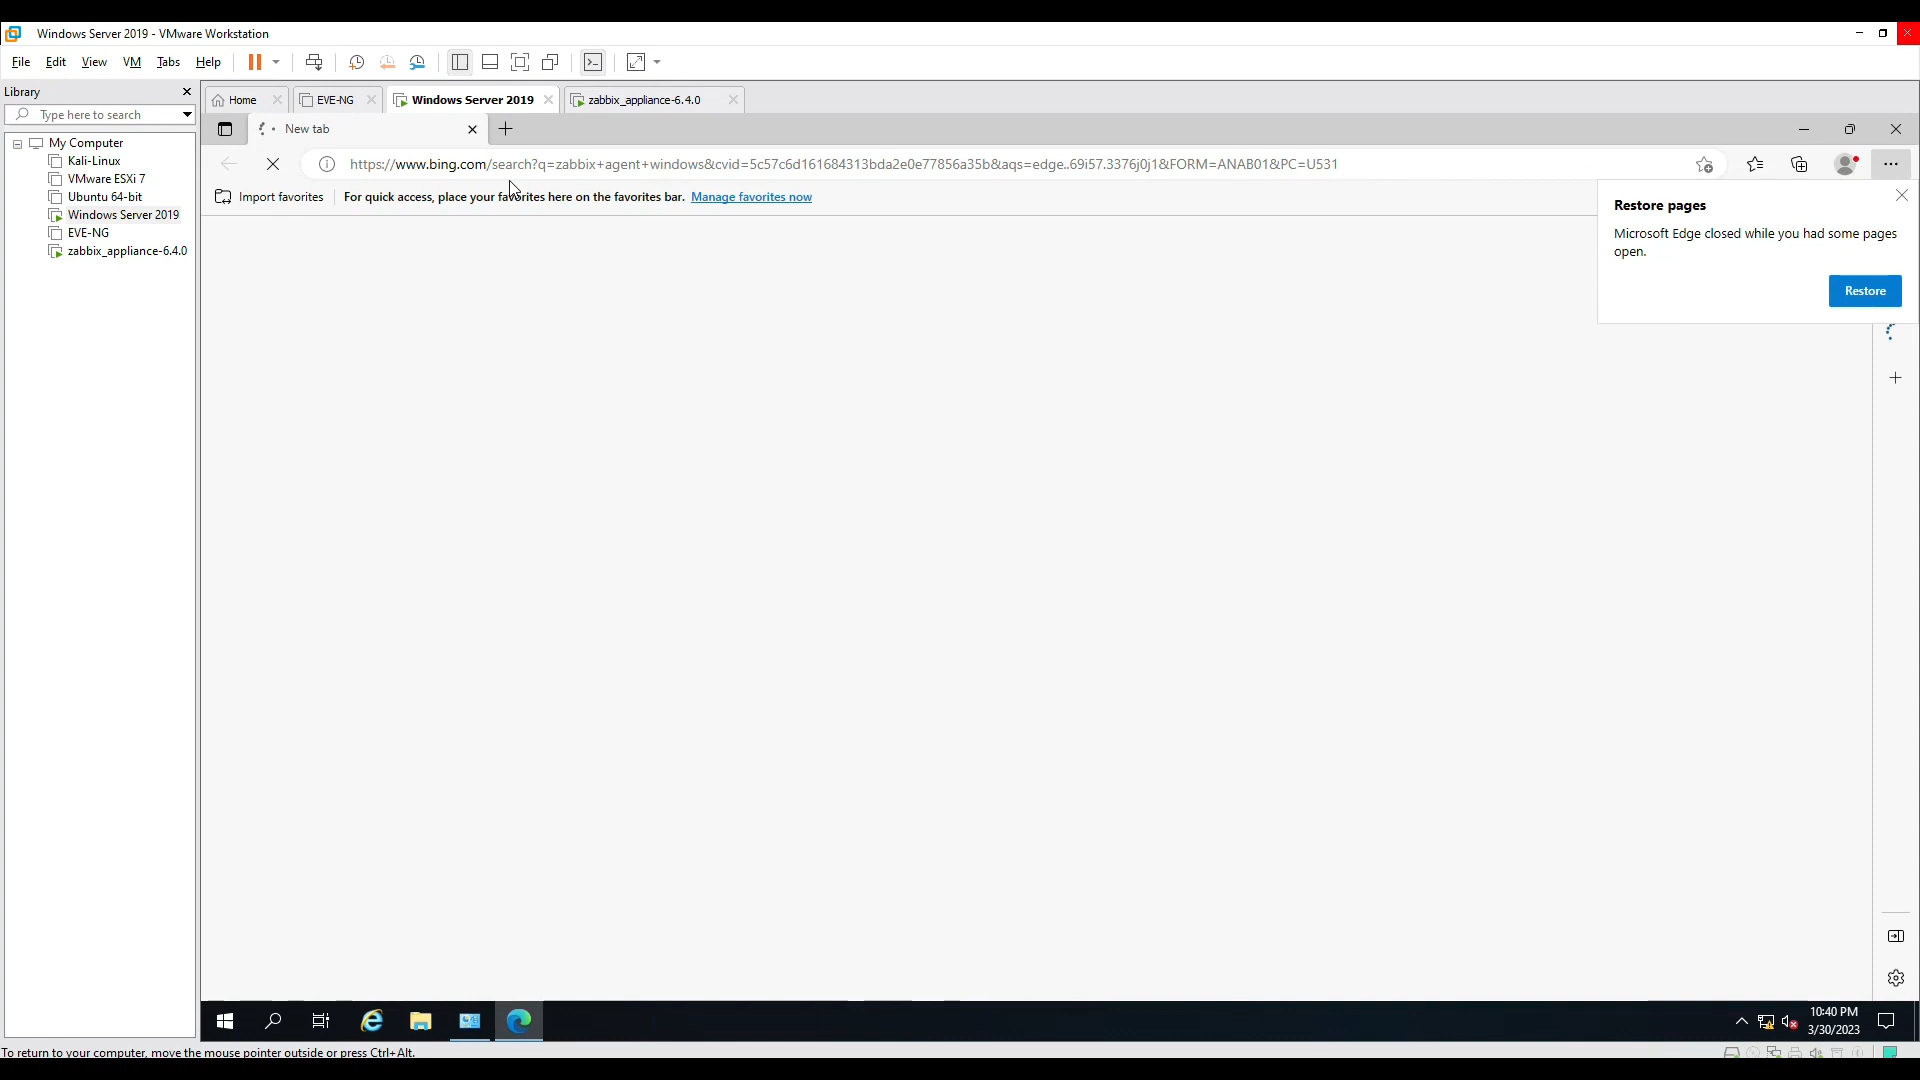 Windows Server 2019 - VMware Workstation
File Edit View VM Tabs Help
Library
Type here to search
My Computer
Kali-Linux
VMware ESXi 7
Ubuntu 64-bit
Windows Server 2019
EVE-NG
zabbix_appliance-6.4.0
Home EVE-NG Windows Server 2019 zabbix_appliance-6.4.0
New tab
https://www.bing.com/search?q=zabbix+agent+windows&cvid=5c57c6d161684313bda2e0e77856a35b&aqs=edge..69i57.3376j0j1&FORM=ANAB01&PC=U531
Import favorites For quick access, place your favorites here on the favorites bar. Manage favorites now
Restore pages
Microsoft Edge closed while you had some pages
open.
Restore
10:40 PM
3/30/2023
To return to your computer, move the mouse pointer outside or press Ctrl+Alt.